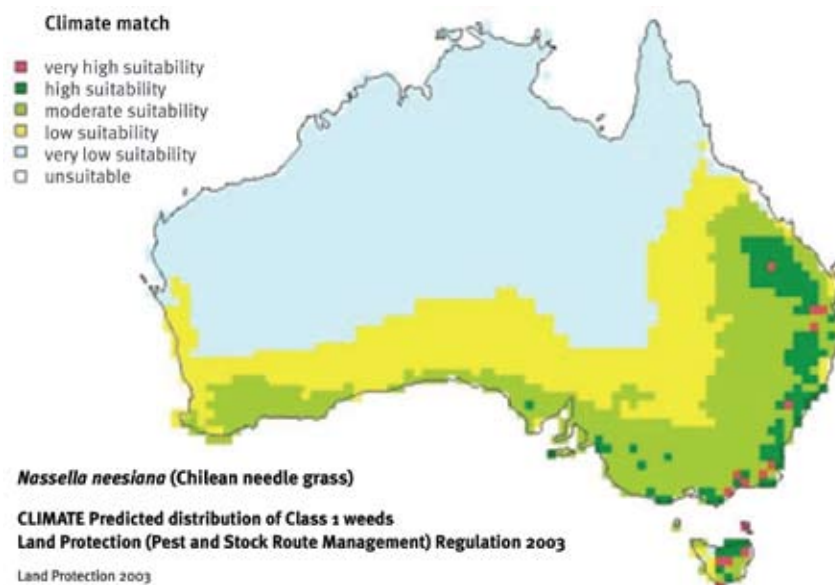 Climate match
very high suitability
high suitability
moderate suitability
low suitability
very low suitability
unsuitable
Nassella neesiana (Chilean needle grass)
CLIMATE Predicted distribution of Class 1 weeds
Land Protection (Pest and Stock Route Management) Regulation 2003
Land Protection 2003